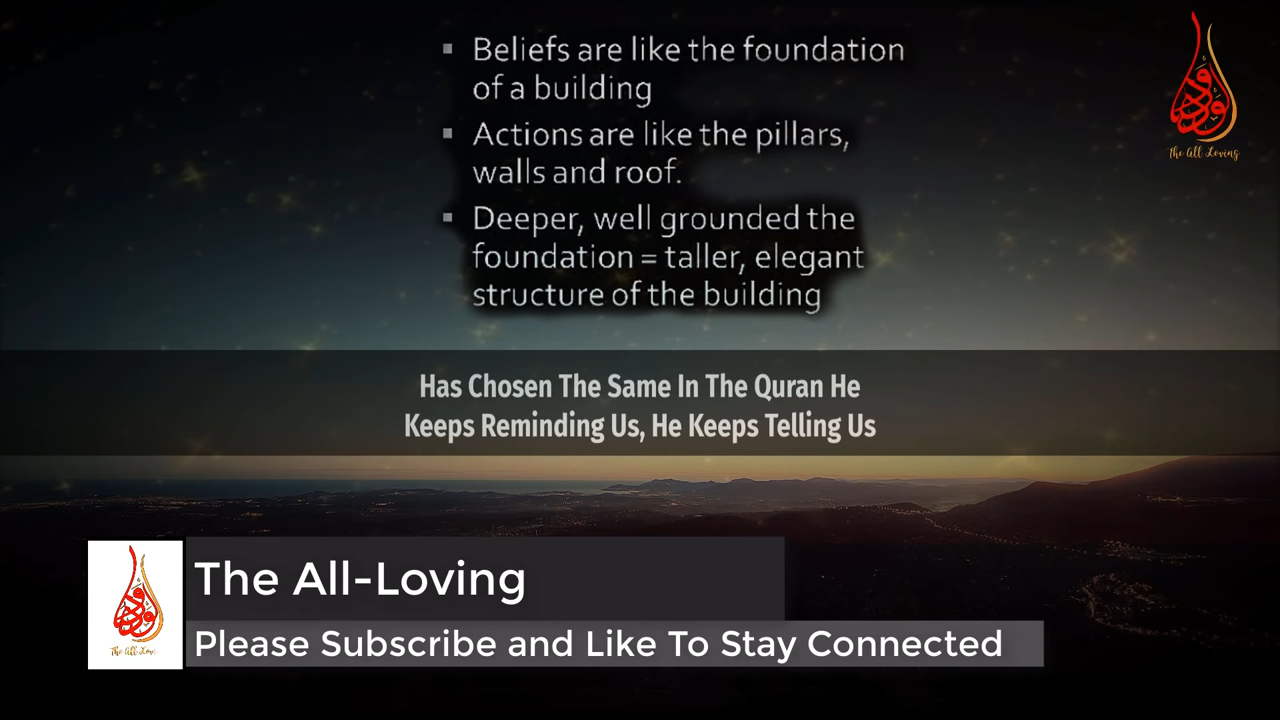 ▪ Beliefs are like the foundation
of a building
▪ Actions are like the pillars,
walls and roof.
▪ Deeper, well grounded the
foundation = taller, elegant
structure of the building
The All Loving
Has Chosen The Same In The Quran He
Keeps Reminding Us, He Keeps Telling Us
The All-Loving
Please Subscribe and Like To Stay Connected